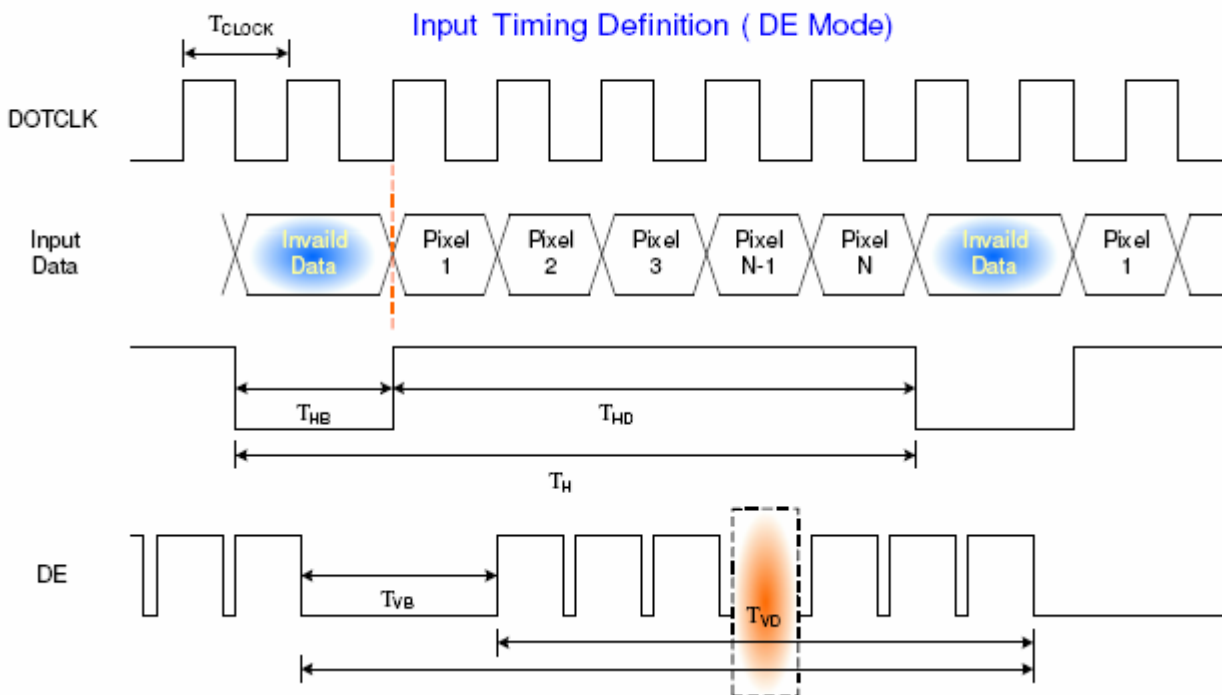 Input Timing Definition ( DE Mode)
TCLOCK
DOTCLK
Input
Data
Invaild
Data
Pixel
1
Pixel
2
Pixel
3
Pixel
N-1
Pixel
N
Invaild
Data
Pixel
1
THB
THD
TH
DE
TVB
TVD